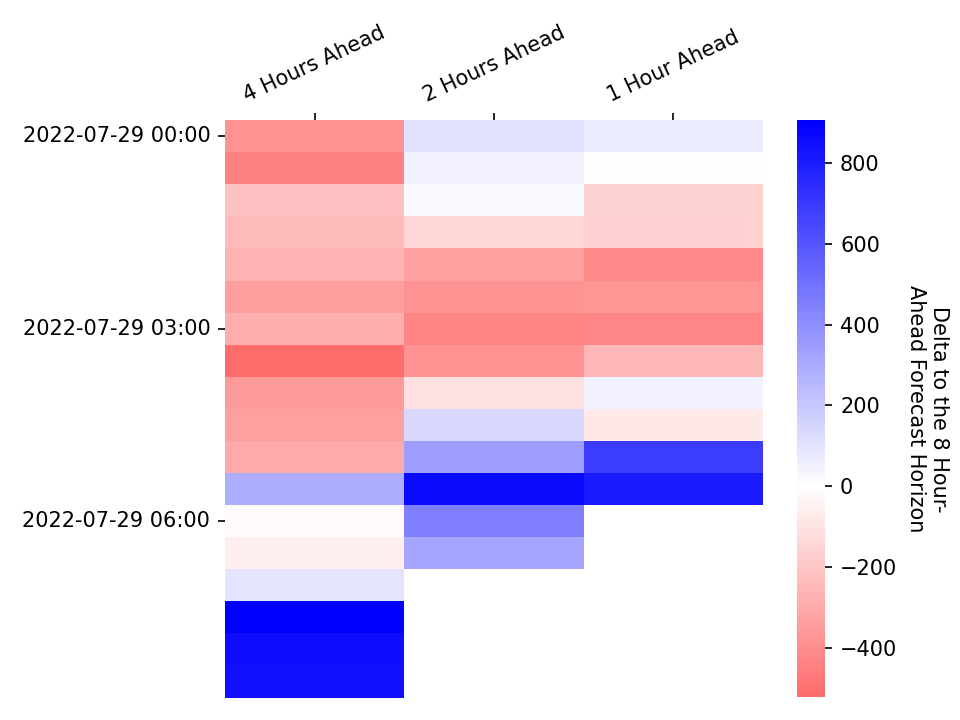 4 Hours Ahead
2 Hours Ahead
1 Hour Ahead
2022-07-29 00:00
2022-07-29 03:00
2022-07-29 06:00
800
600
400
200
0
−200
−400
Delta to the 8 Hour-
Ahead Forecast Horizon